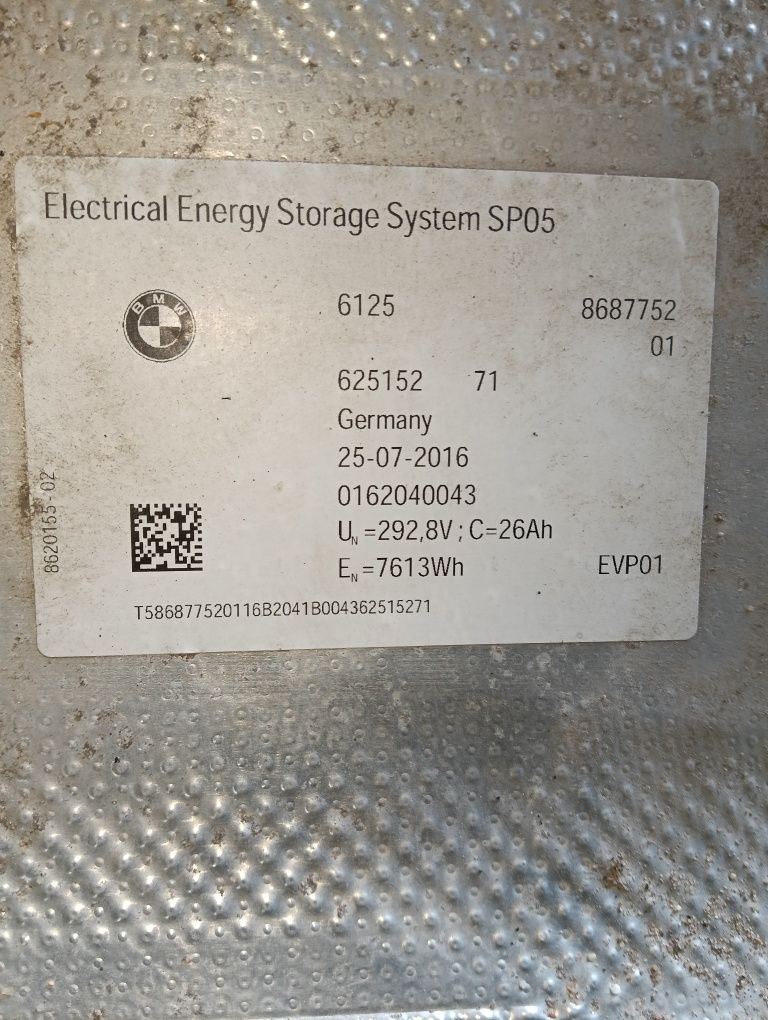 Electrical Energy Storage System SP05
BMW
6125 8687752
01
625152 71
Germany
25-07-2016
0162040043
UN =292,8V ; C=26Ah
EN =7613Wh EVP01
T586877520116B2041B004362515271
8620155-02